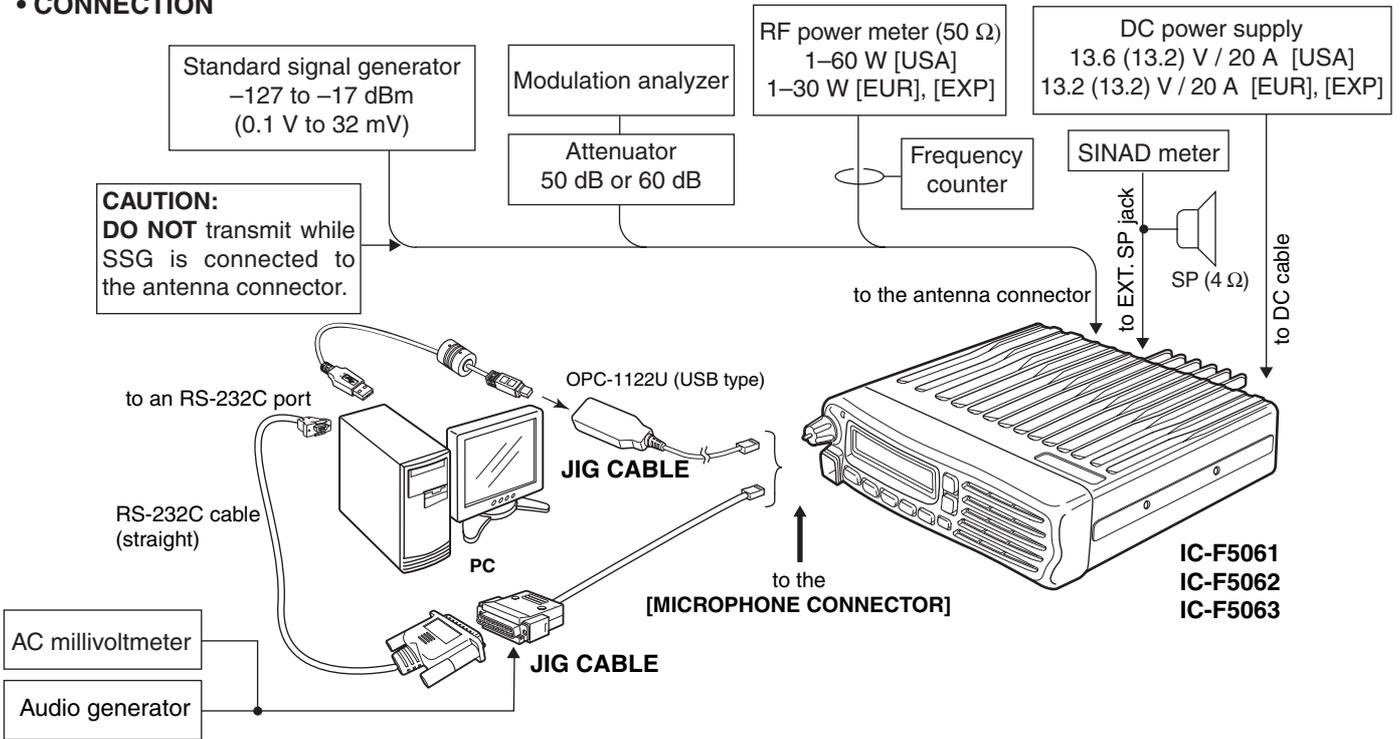 • CONNECTION
Standard signal generator
–127 to –17 dBm
(0.1 V to 32 mV)
Modulation analyzer
Attenuator
50 dB or 60 dB
RF power meter (50 Ω)
1–60 W [USA]
1–30 W [EUR], [EXP]
Frequency
counter
DC power supply
13.6 (13.2) V / 20 A [USA]
13.2 (13.2) V / 20 A [EUR], [EXP]
SINAD meter
CAUTION:
DO NOT transmit while
SSG is connected to
the antenna connector.
to the antenna connector
to EXT. SP jack
SP (4 Ω)
to DC cable
to an RS-232C port
OPC-1122U (USB type)
JIG CABLE
RS-232C cable
(straight)
PC
to the
[MICROPHONE CONNECTOR]
IC-F5061
IC-F5062
IC-F5063
AC millivoltmeter
Audio generator
JIG CABLE